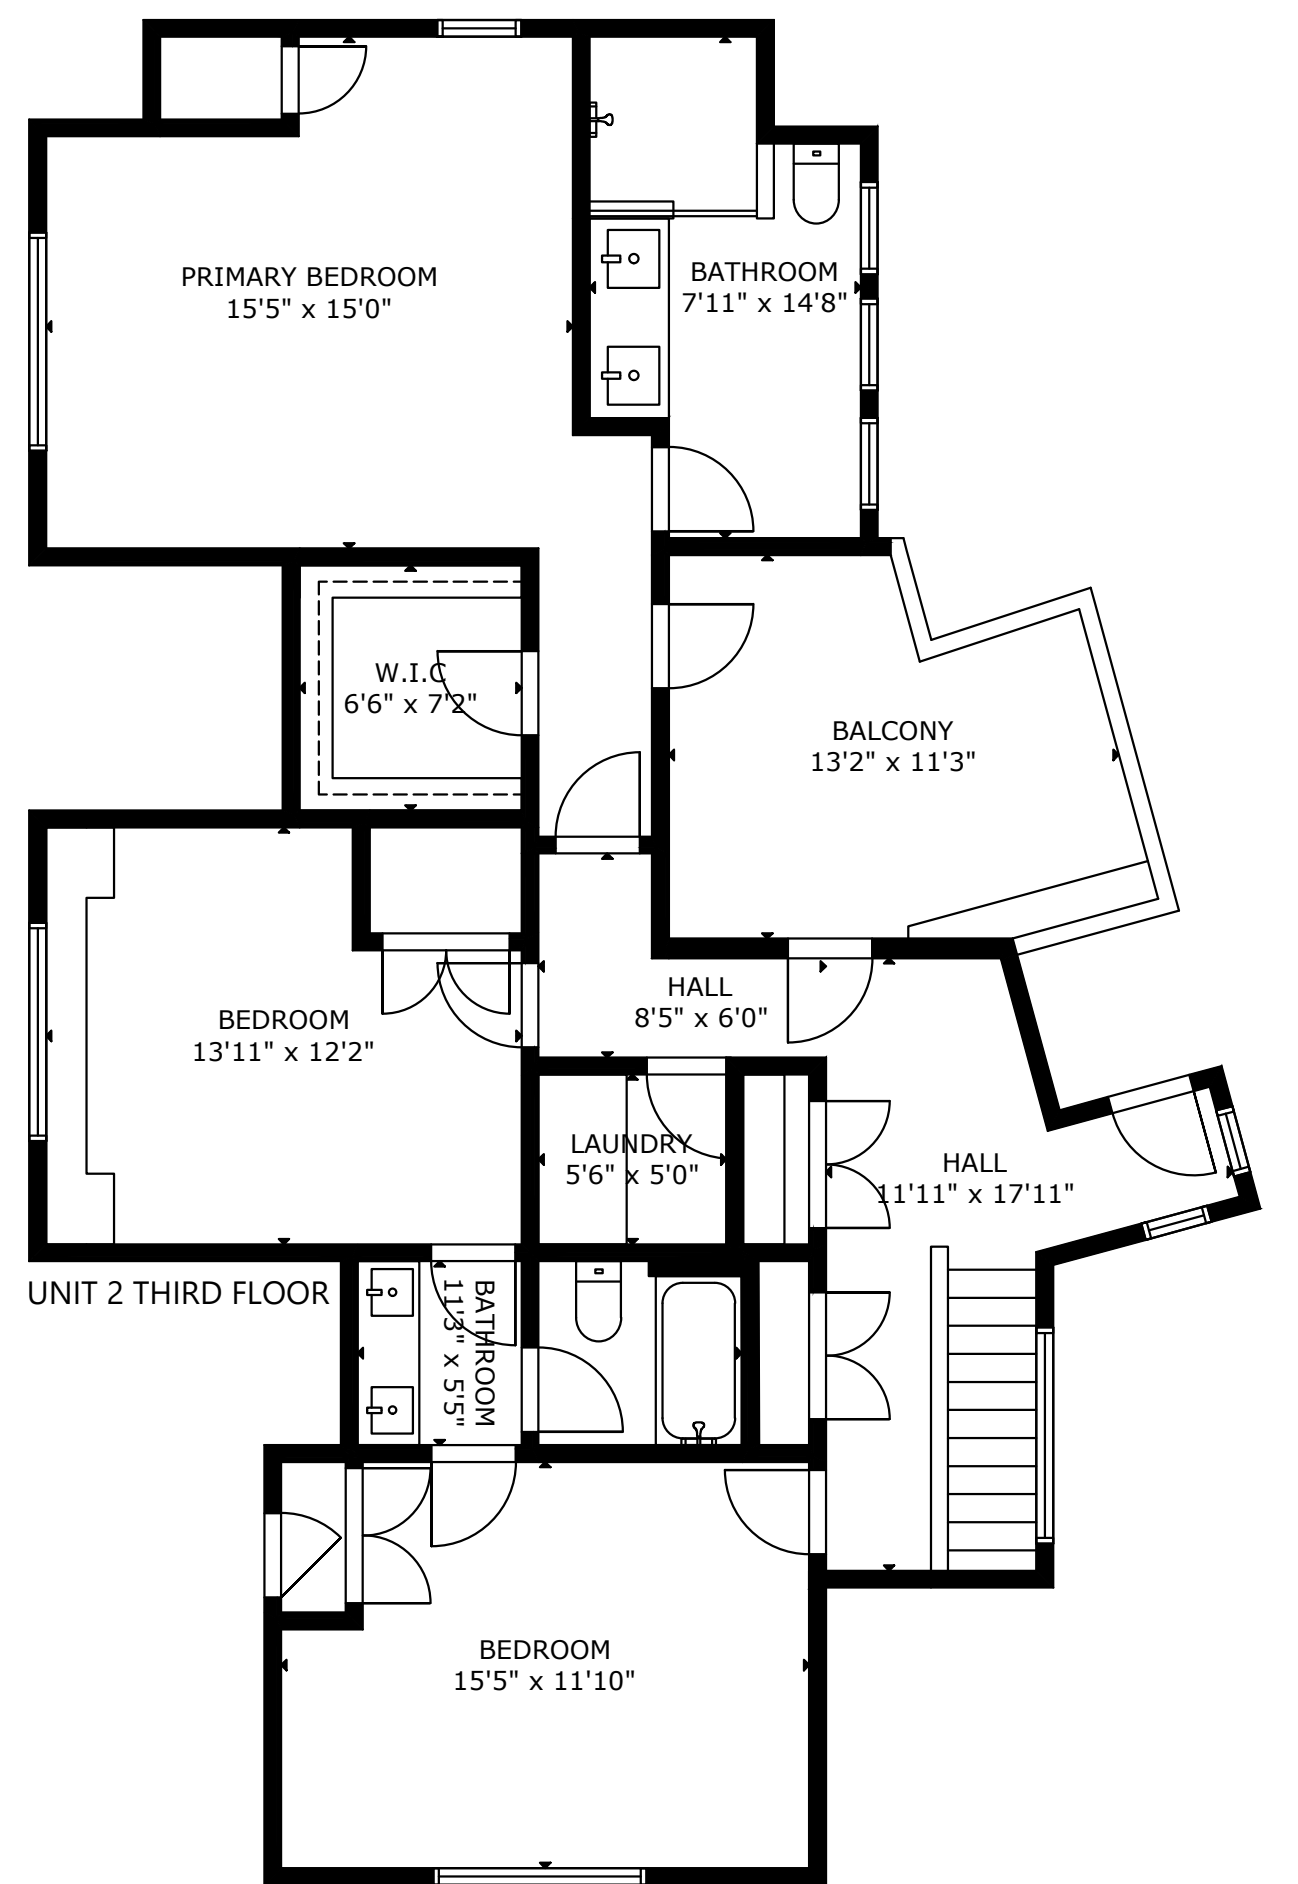 PRIMARY BEDROOM
15'5" x 15'0"
BATHROOM
7'11" x 14'8"
W.I.C
6'6" x 7'2"
BALCONY
13'2" x 11'3"
HALL
8'5" x 6'0"
BEDROOM
13'11" x 12'2"
LAUNDRY
5'6" x 5'0"
HALL
11'11" x 17'11"
UNIT 2 THIRD FLOOR
BATHROOM
11'3" x 5'5"
BEDROOM
15'5" x 11'10"